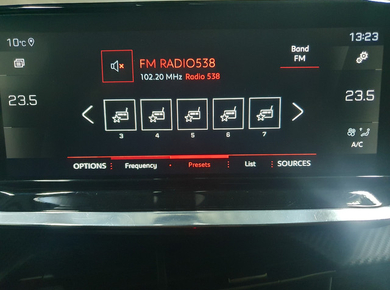 10°C
13:23
FM RADIO538
Band
FM
102.20 MHz Radio 538
23.5
23.5
3 4 5 6 7
A/C
OPTIONS Frequency Presets List SOURCES